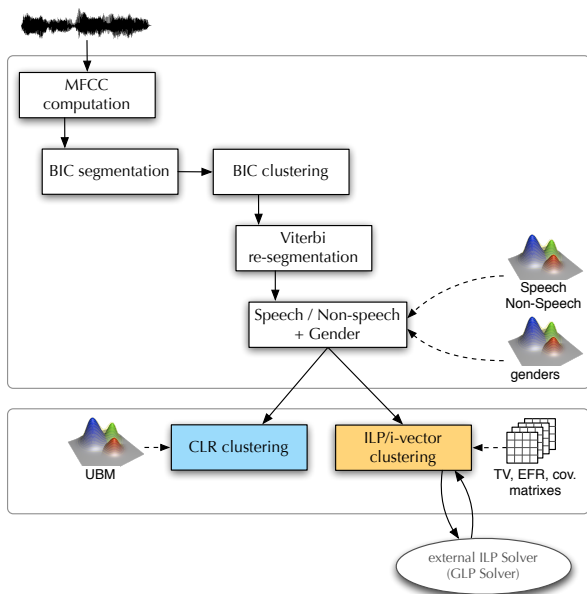 MFCC
computation
BIC segmentation
BIC clustering
Viterbi
re-segmentation
Speech
Non-Speech
Speech / Non-speech
+ Gender
genders
CLR clustering
ILP/i-vector
clustering
UBM
TV, EFR, cov.
matrixes
external ILP Solver
(GLP Solver)